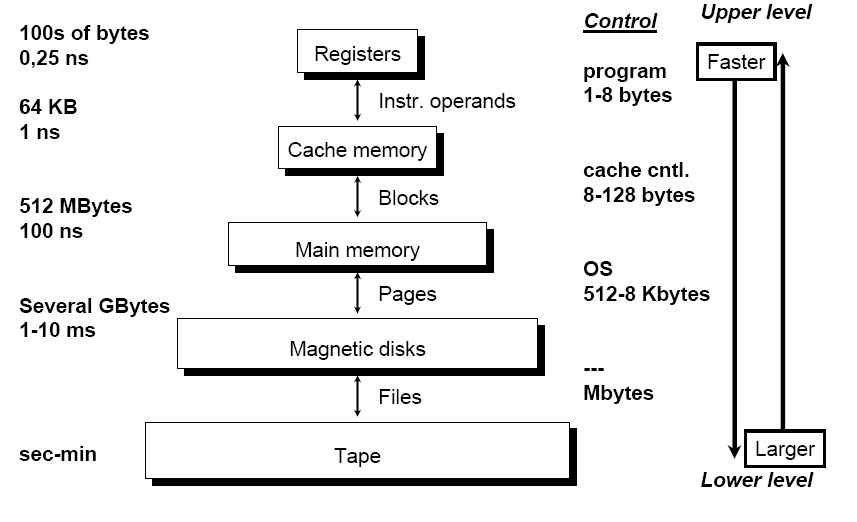 Upper level
Control
100s of bytes
0,25 ns
Registers
Faster
program
1-8 bytes
Instr. operands
64 KB
1 ns
Cache memory
cache cntl.
8-128 bytes
Blocks
512 MBytes
100 ns
Main memory
OS
512-8 Kbytes
Pages
Several GBytes
1-10 ms
Magnetic disks
---
Mbytes
Files
sec-min
Tape
Larger
Lower level